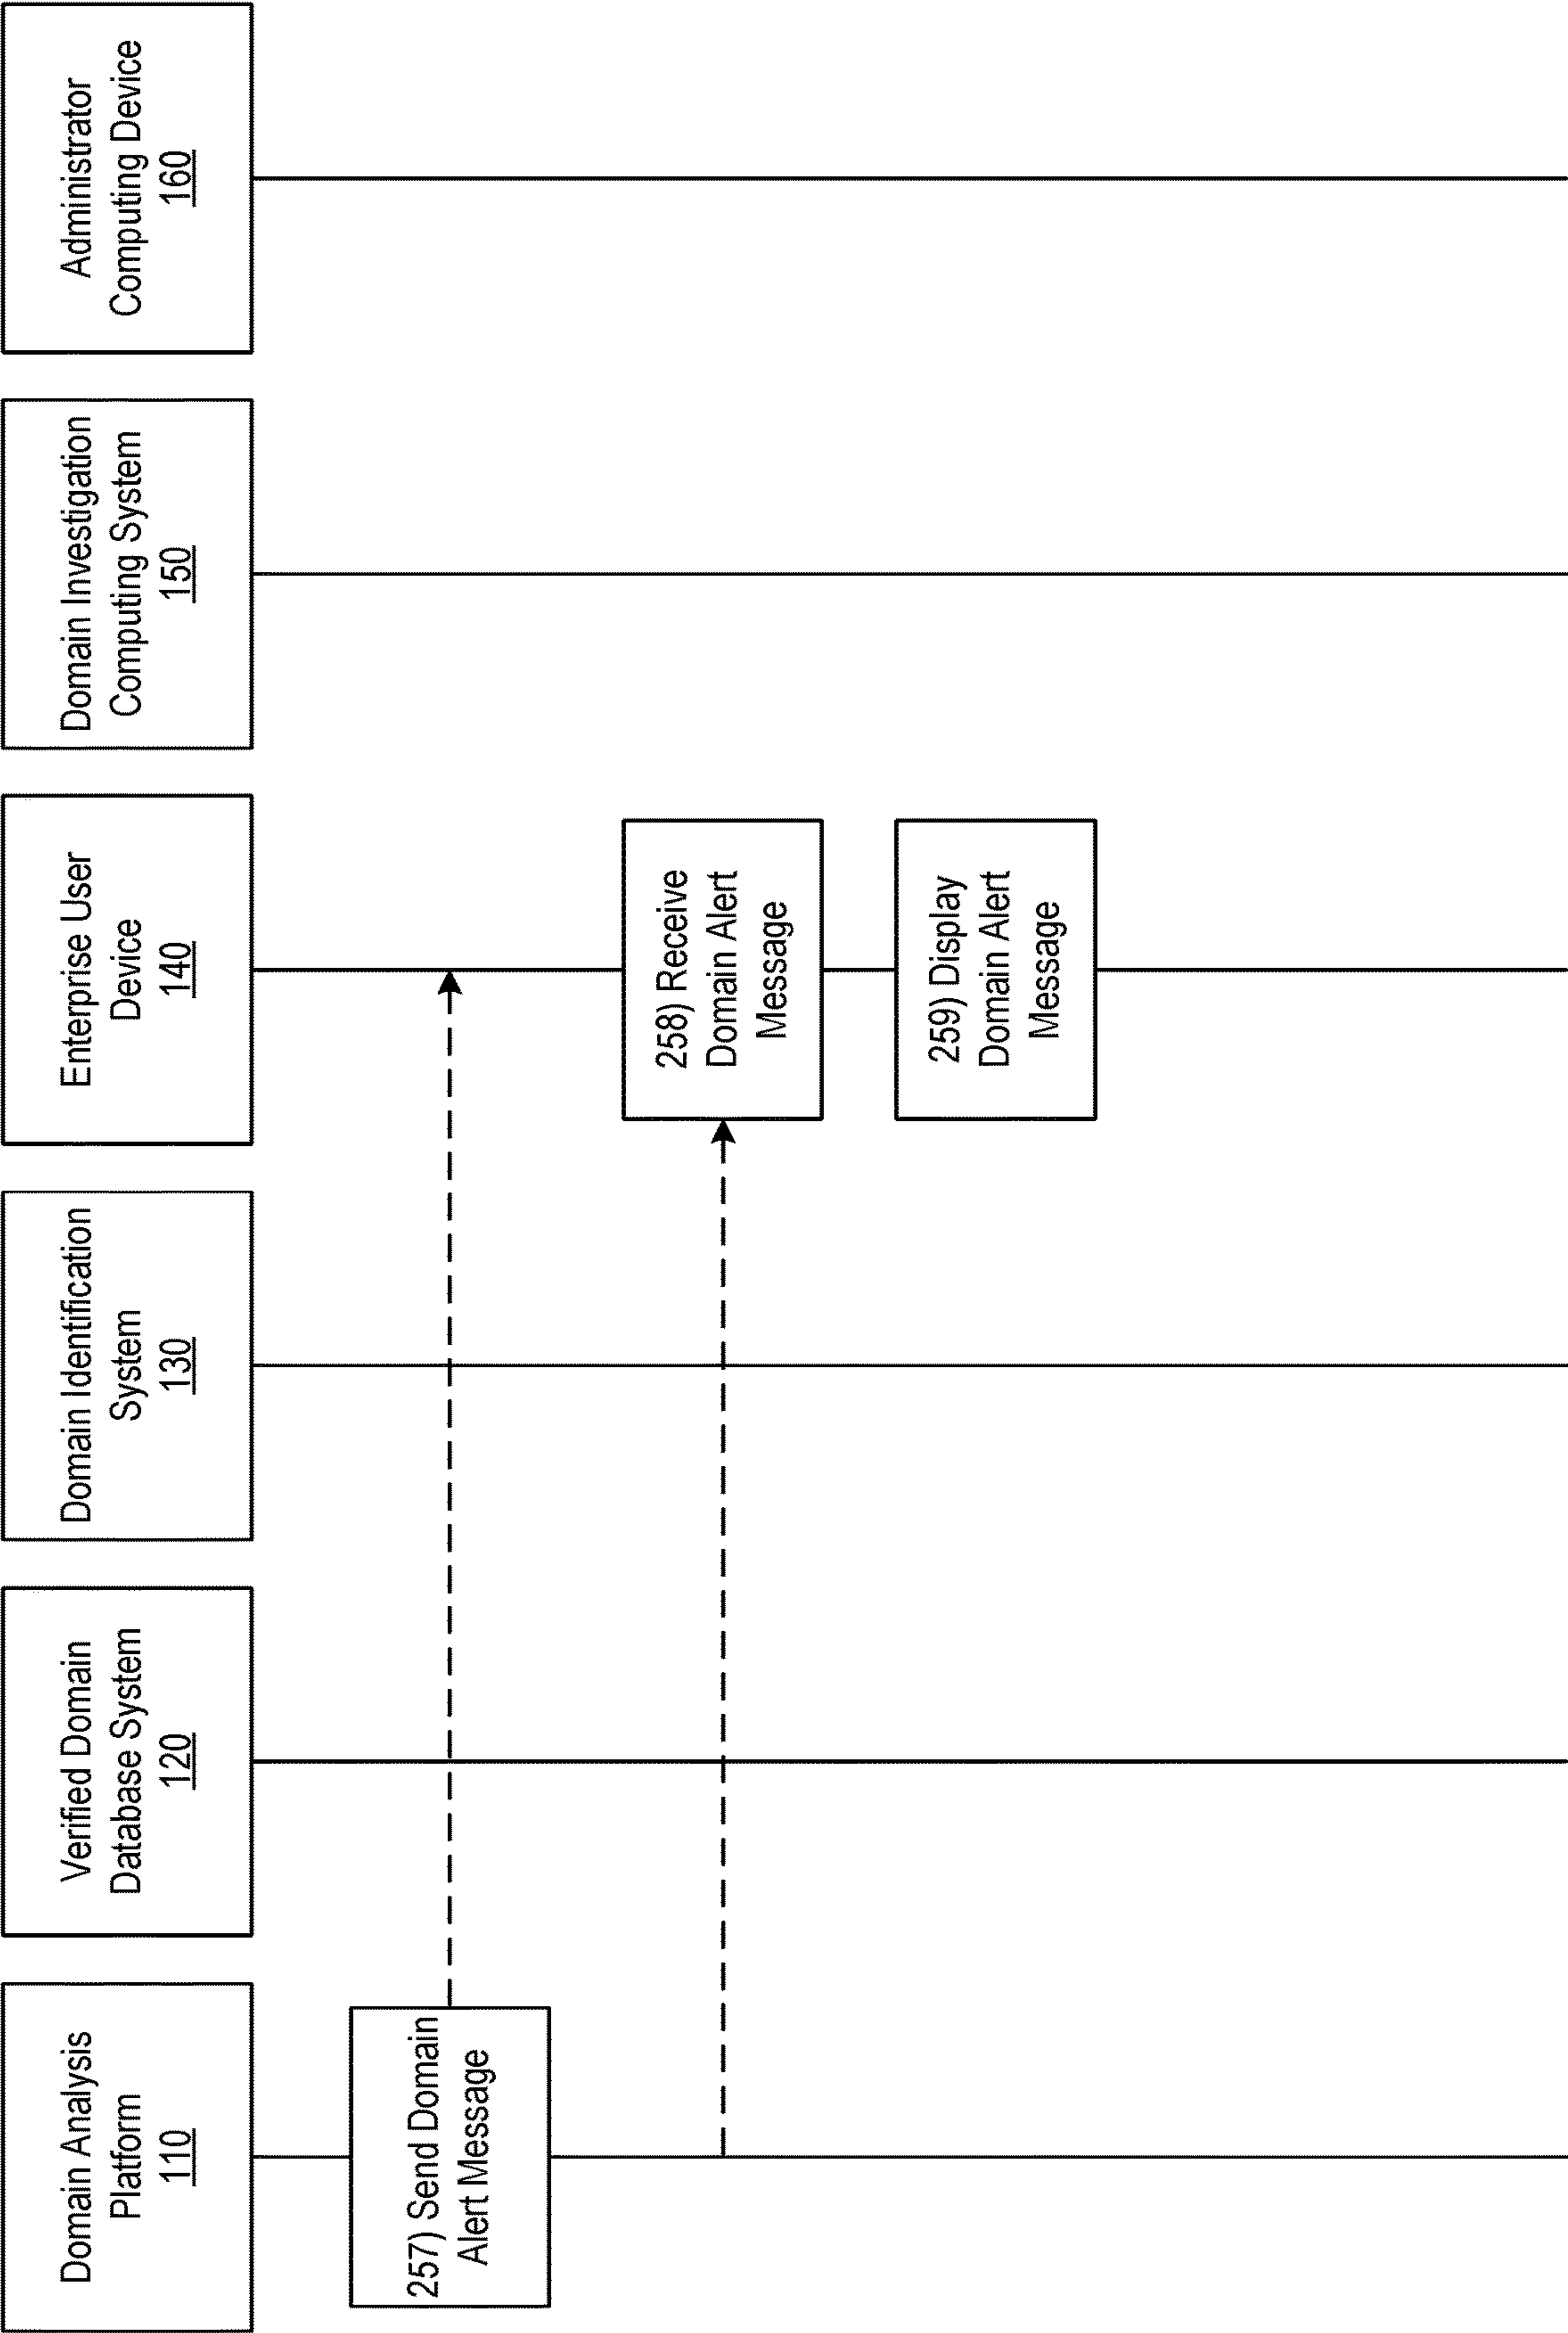 Domain Analysis
Platform
110
Verified Domain
Database System
120
Domain Identification
System
130
Enterprise User
Device
140
Domain Investigation
Computing System
150
Administrator
Computing Device
160
257) Send Domain
Alert Message
258) Receive
Domain Alert
Message
259) Display
Domain Alert
Message